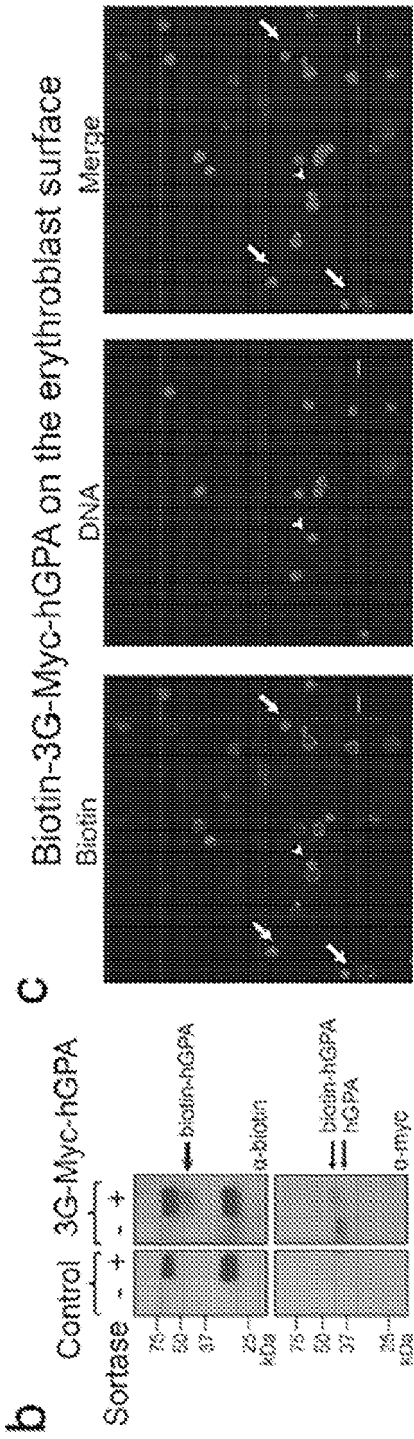 b
Control 3G-Myc-hGPA
Sortase - + - +
75
50
37
25
kDa
biotin-hGPA
α-biotin
75
50
37
25
kDa
biotin-hGPA
hGPA
α-myc
c
Biotin-3G-Myc-hGPA on the erythroblast surface
Biotin DNA Merge